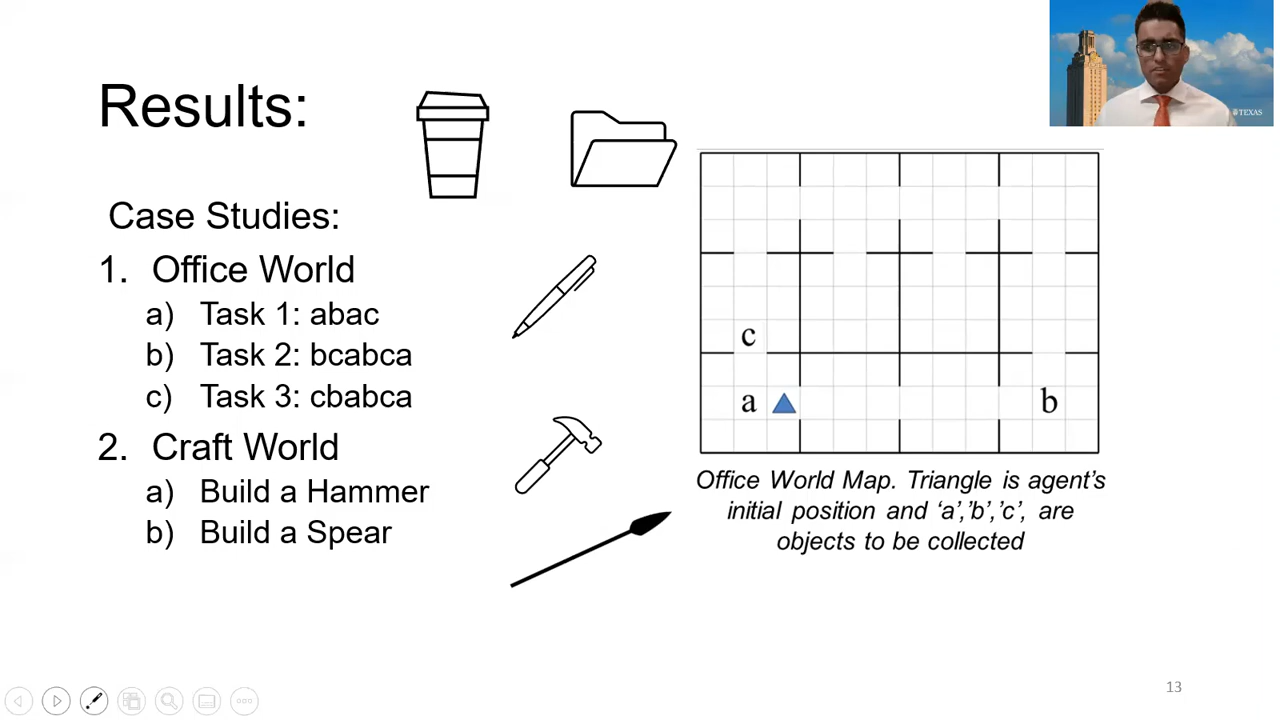 Results:
Case Studies:
1. Office World
a) Task 1: abac
b) Task 2: bcabca
c) Task 3: cbabca
2. Craft World
a) Build a Hammer
b) Build a Spear
TEXAS
c
a
b
Office World Map. Triangle is agent's
initial position and ‘a’,’b’,’c’, are
objects to be collected
13